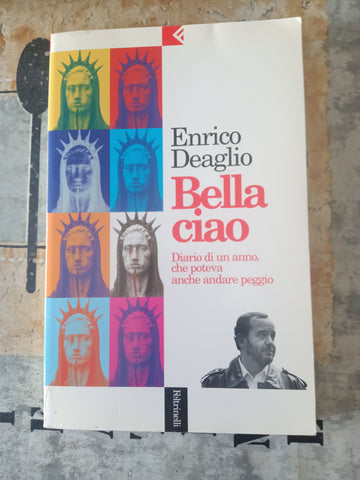 Enrico
Deaglio
Bella
ciao
Diario di un anno.
che poteva
anche andare peggio
Feltrinelli